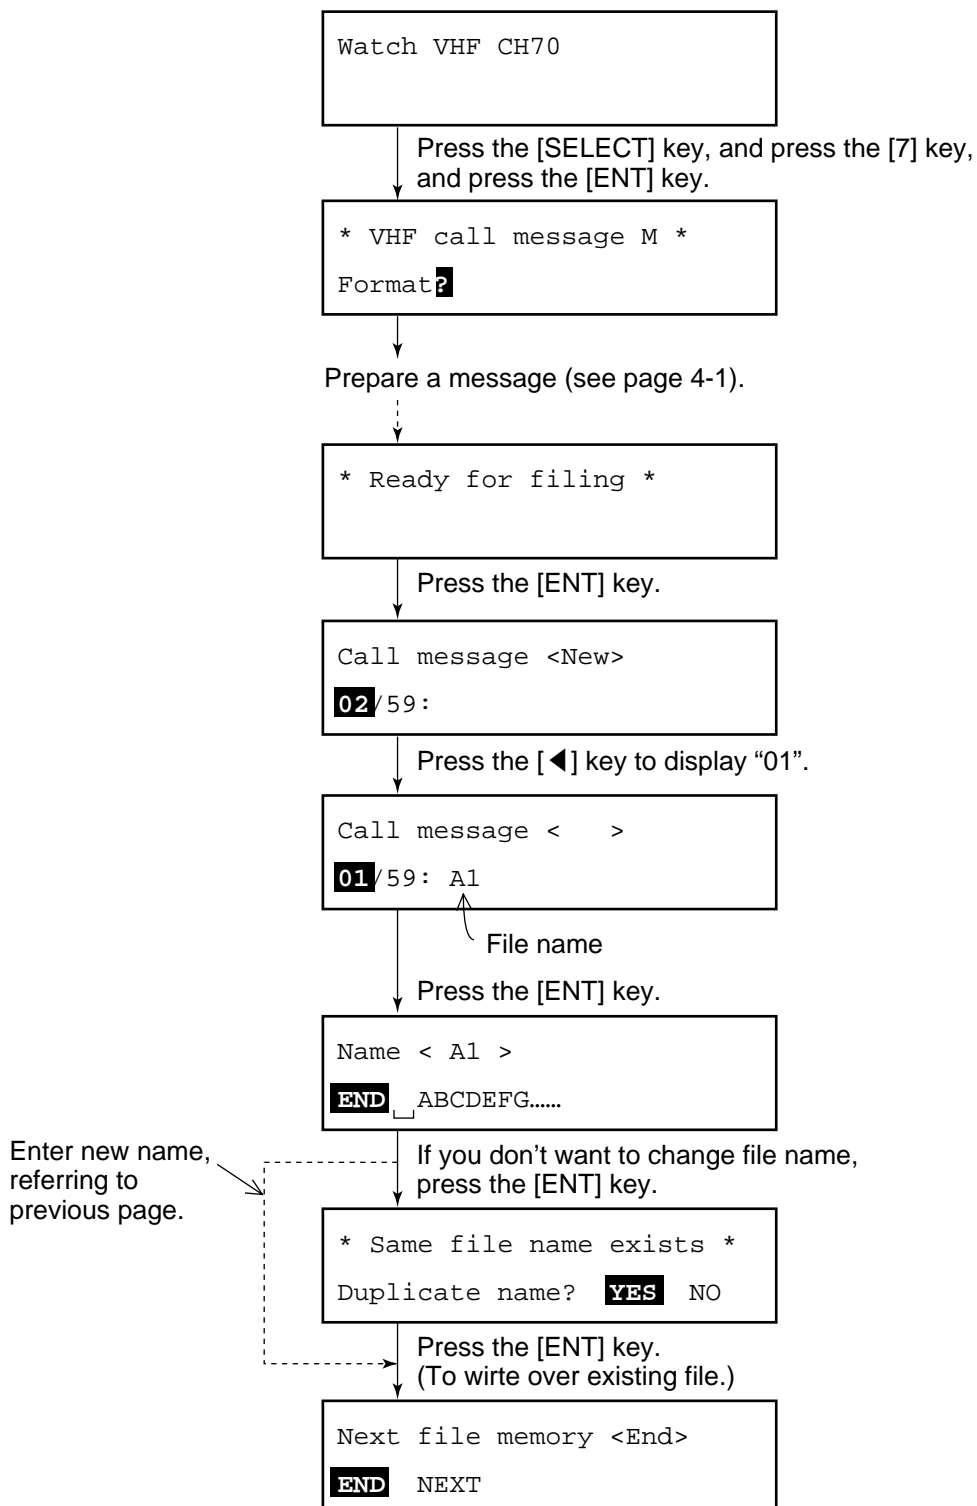 Watch VHF CH70
Press the [SELECT] key, and press the [7] key,
and press the [ENT] key.
* VHF call message M *
Format?
Prepare a message (see page 4-1).
* Ready for filing *
Press the [ENT] key.
Call message <New>
02/59:
Press the [◀] key to display “01”.
Call message <   >
01/59: A1
File name
Press the [ENT] key.
Name < A1 >
END ␣ABCDEFG......
Enter new name,
referring to
previous page.
If you don’t want to change file name,
press the [ENT] key.
* Same file name exists *
Duplicate name? YES NO
Press the [ENT] key.
(To wirte over existing file.)
Next file memory <End>
END NEXT